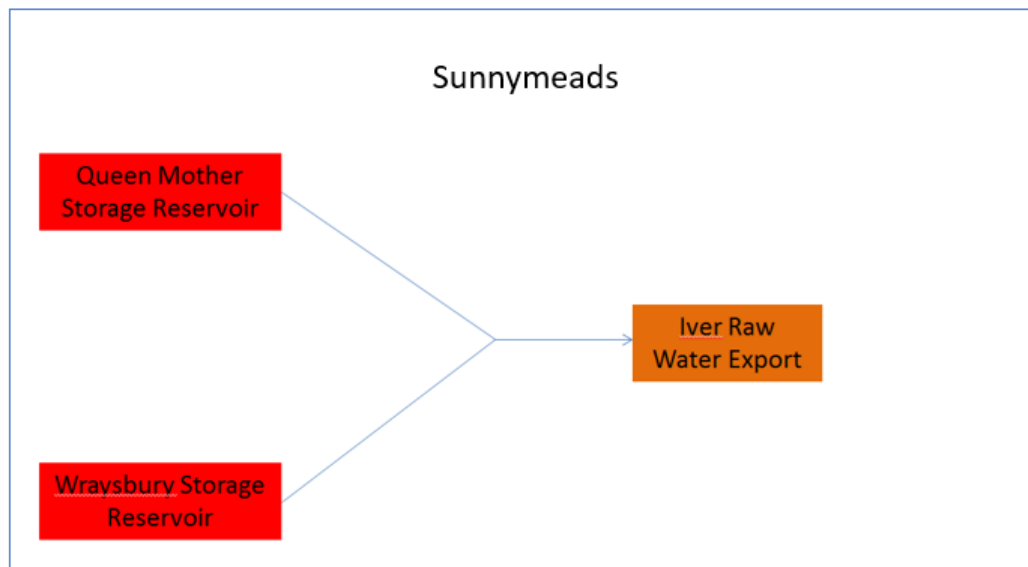 Sunnymeads
Queen Mother
Storage Reservoir
Iver Raw
Water Export
Wraysbury Storage
Reservoir